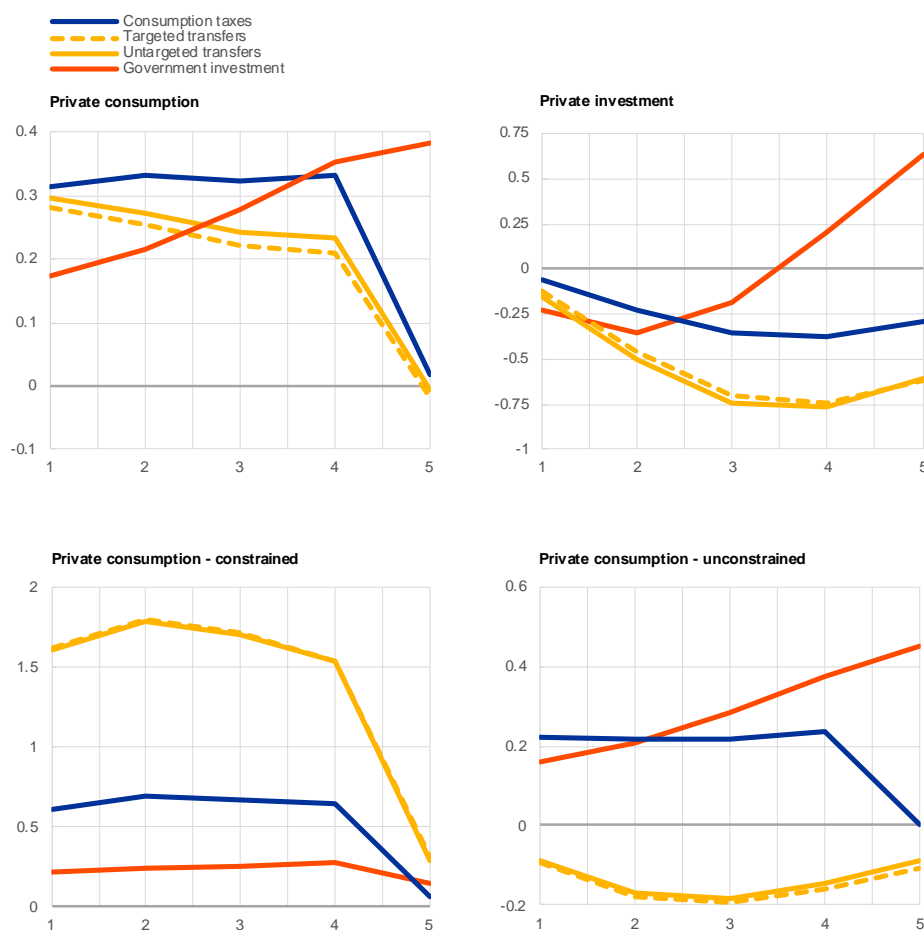 Consumption taxes
Targeted transfers
Untargeted transfers
Government investment
Private consumption
0.4
0.3
0.2
0.1
0
-0.1
1 2 3 4 5
Private investment
0.75
0.5
0.25
0
-0.25
-0.5
-0.75
-1
1 2 3 4 5
Private consumption - constrained
2
1.5
1
0.5
0
1 2 3 4 5
Private consumption - unconstrained
0.6
0.4
0.2
0
-0.2
1 2 3 4 5